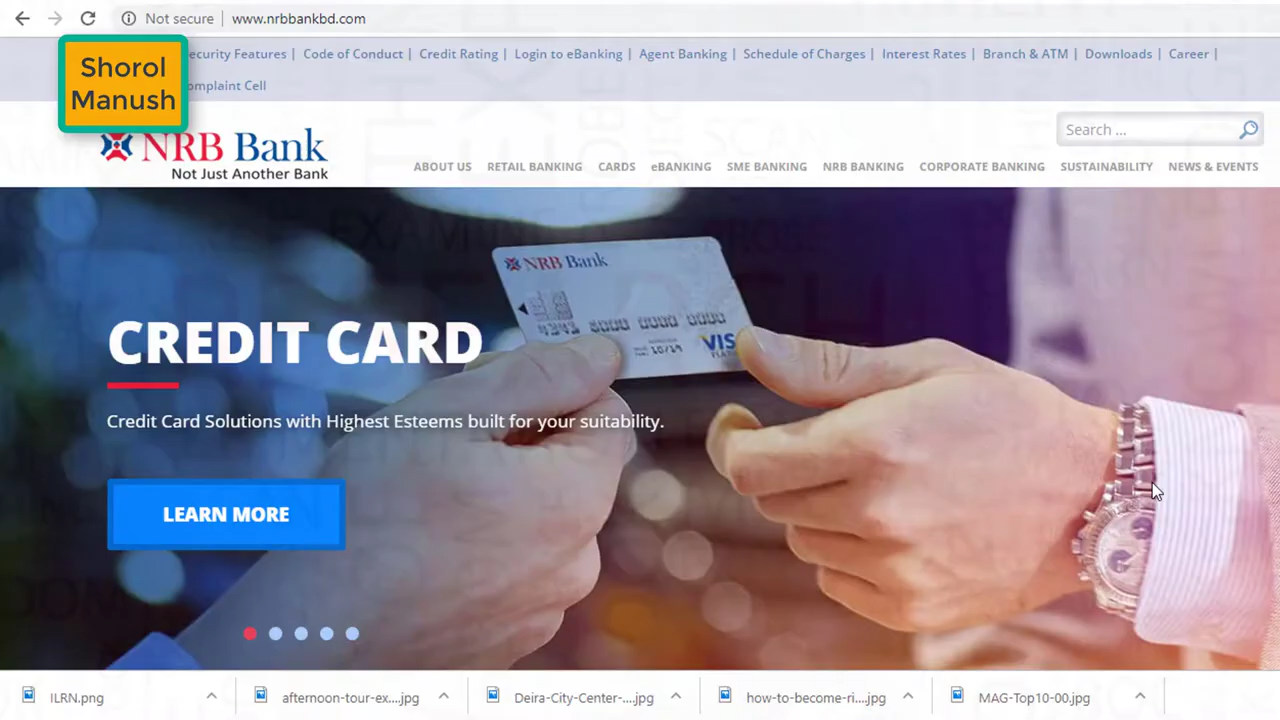 Not secure | www.nrbbankbd.com
ecurity Features | Code of Conduct | Credit Rating | Login to eBanking | Agent Banking | Schedule of Charges | Interest Rates | Branch & ATM | Downloads | Career |
omplaint Cell
Shorol
Manush
NRB Bank
Not Just Another Bank
Search ...
ABOUT US RETAIL BANKING CARDS eBANKING SME BANKING NRB BANKING CORPORATE BANKING SUSTAINABILITY NEWS & EVENTS
NRB Bank
VISA
CREDIT CARD
Credit Card Solutions with Highest Esteems built for your suitability.
LEARN MORE
ILRN.png afternoon-tour-ex....jpg Deira-City-Center-....jpg how-to-become-ri....jpg MAG-Top10-00.jpg